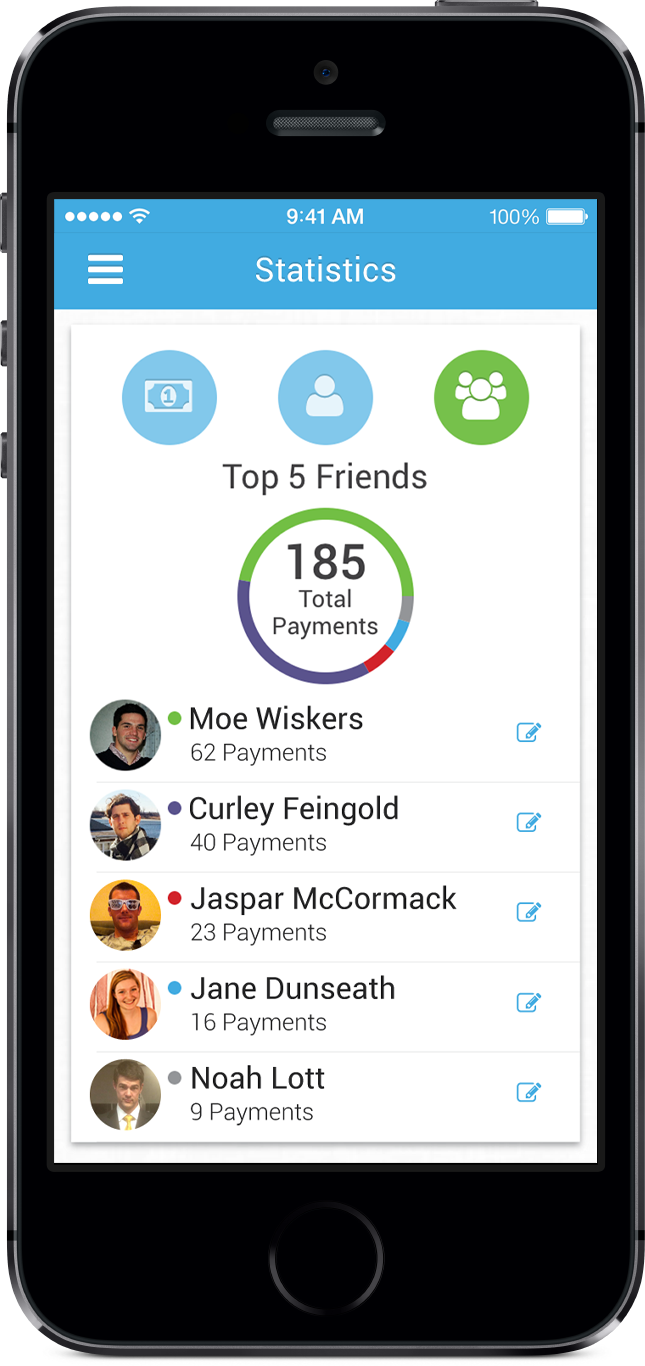 9:41 AM
100%
Statistics
1
Top 5 Friends
185
Total
Payments
Moe Wiskers
62 Payments
Curley Feingold
40 Payments
Jaspar McCormack
23 Payments
Jane Dunseath
16 Payments
Noah Lott
9 Payments